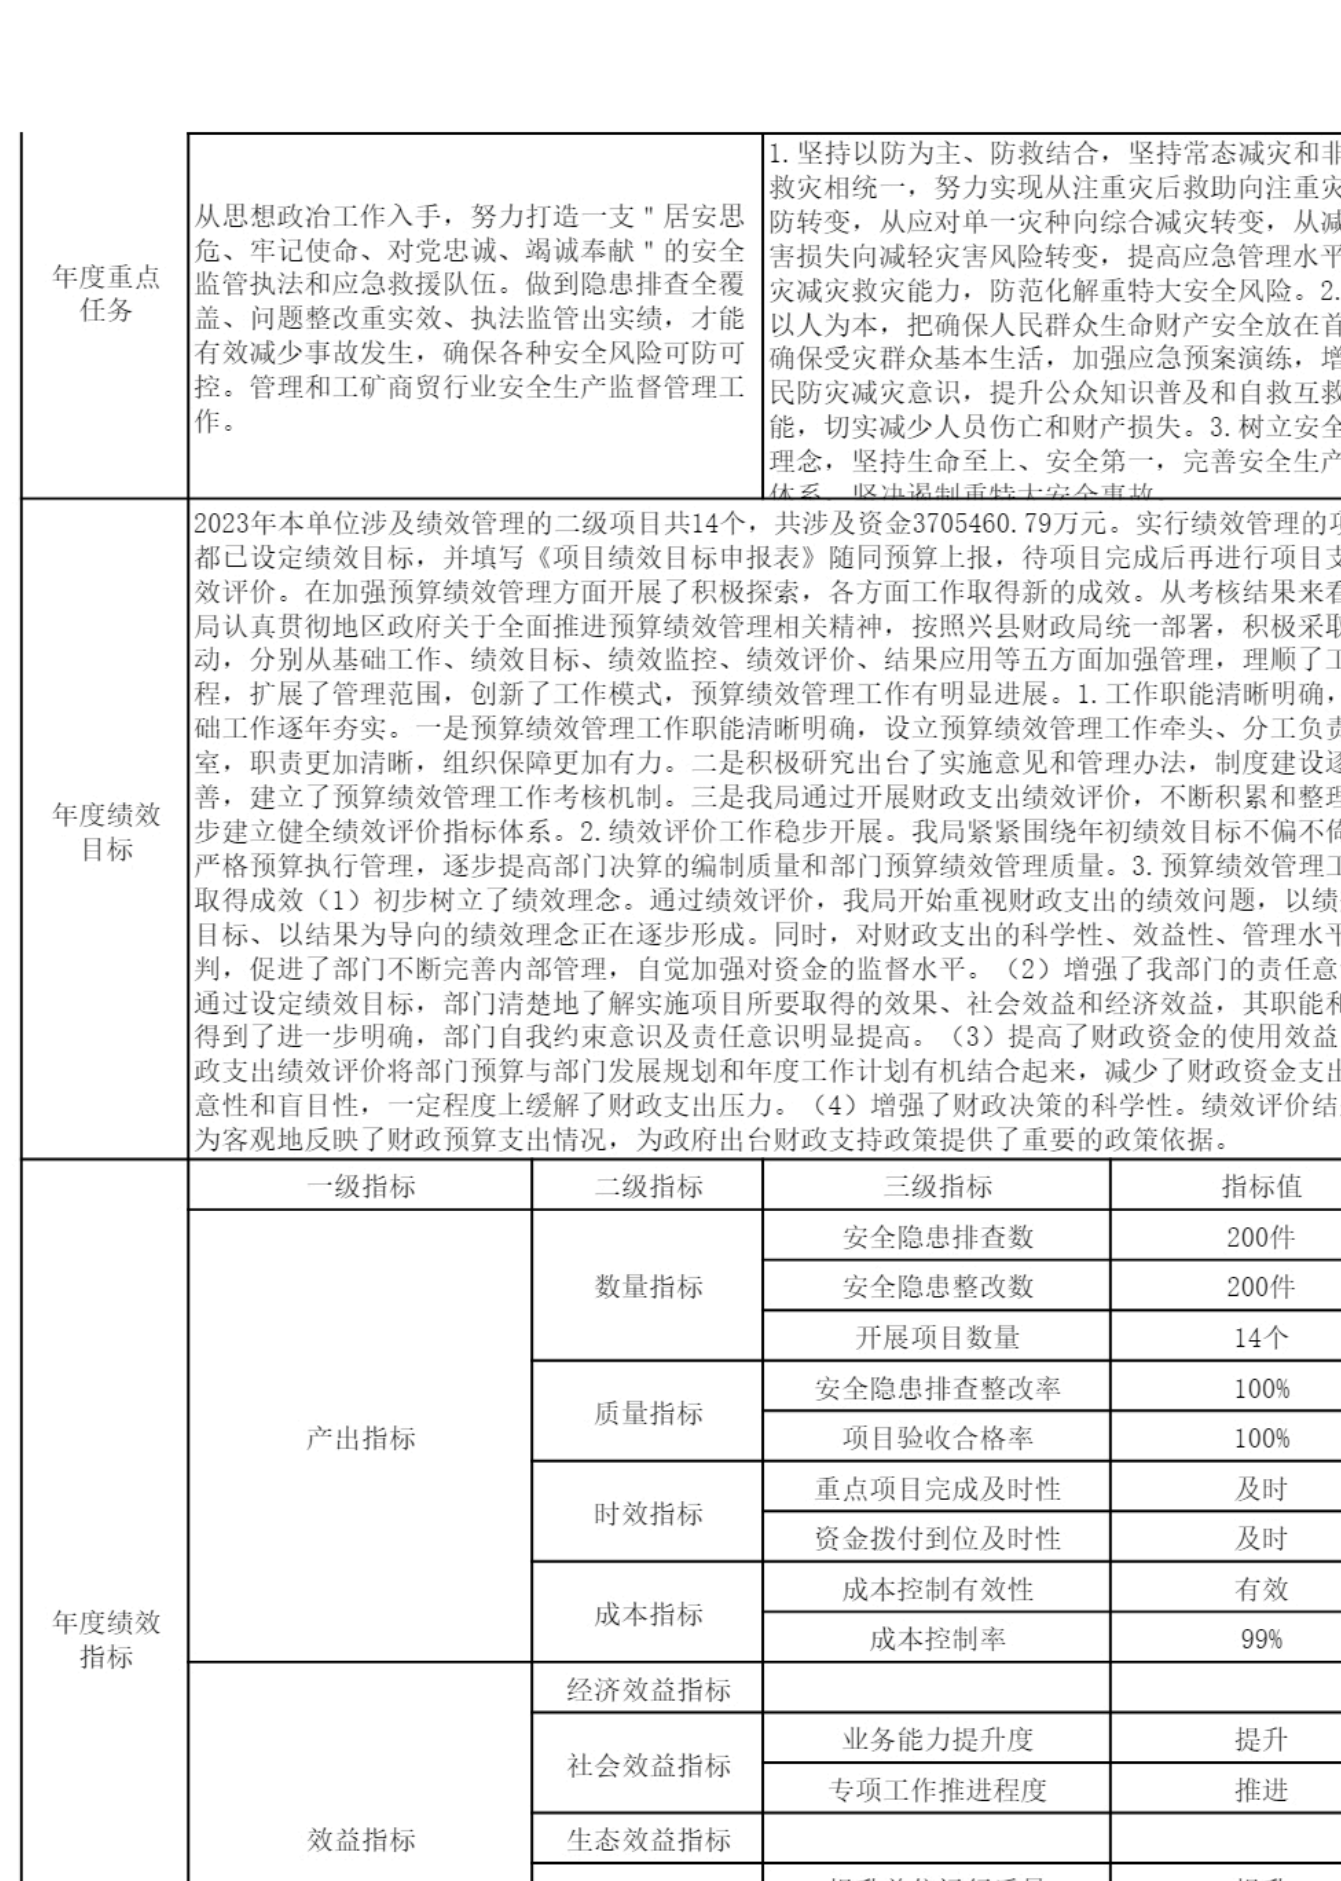 年度重点
任务
从思想政治工作入手，努力打造一支＂居安思
危、牢记使命、对党忠诚、竭诚奉献＂的安全
监管执法和应急救援队伍。做到隐患排查全覆
盖、问题整改重实效、执法监管出实绩，才能
有效减少事故发生，确保各种安全风险可防可
控。管理和工矿商贸行业安全生产监督管理工
作。
1.坚持以防为主、防救结合，坚持常态减灾和非
救灾相统一，努力实现从注重灾后救助向注重灾
防转变，从应对单一灾种向综合减灾转变，从减
害损失向减轻灾害风险转变，提高应急管理水平
灾减灾救灾能力，防范化解重特大安全风险。2.
以人为本，把确保人民群众生命财产安全放在首
确保受灾群众基本生活，加强应急预案演练，增
民防灾减灾意识，提升公众知识普及和自救互救
能，切实减少人员伤亡和财产损失。3.树立安全
理念，坚持生命至上、安全第一，完善安全生产
体系，坚决遏制重特大安全事故。
年度绩效
目标
2023年本单位涉及绩效管理的二级项目共14个，共涉及资金3705460.79万元。实行绩效管理的项
都已设定绩效目标，并填写《项目绩效目标申报表》随同预算上报，待项目完成后再进行项目支
效评价。在加强预算绩效管理方面开展了积极探索，各方面工作取得新的成效。从考核结果来看
局认真贯彻地区政府关于全面推进预算绩效管理相关精神，按照兴县财政局统一部署，积极采取
动，分别从基础工作、绩效目标、绩效监控、绩效评价、结果应用等五方面加强管理，理顺了工
程，扩展了管理范围，创新了工作模式，预算绩效管理工作有明显进展。1.工作职能清晰明确，
础工作逐年夯实。一是预算绩效管理工作职能清晰明确，设立预算绩效管理工作牵头、分工负责
室，职责更加清晰，组织保障更加有力。二是积极研究出台了实施意见和管理办法，制度建设逐
善，建立了预算绩效管理工作考核机制。三是我局通过开展财政支出绩效评价，不断积累和整理
步建立健全绩效评价指标体系。2.绩效评价工作稳步开展。我局紧紧围绕年初绩效目标不偏不倚
严格预算执行管理，逐步提高部门决算的编制质量和部门预算绩效管理质量。3.预算绩效管理工
取得成效（1）初步树立了绩效理念。通过绩效评价，我局开始重视财政支出的绩效问题，以绩
目标、以结果为导向的绩效理念正在逐步形成。同时，对财政支出的科学性、效益性、管理水平
判，促进了部门不断完善内部管理，自觉加强对资金的监督水平。（2）增强了我部门的责任意
通过设定绩效目标，部门清楚地了解实施项目所要取得的效果、社会效益和经济效益，其职能和
得到了进一步明确，部门自我约束意识及责任意识明显提高。（3）提高了财政资金的使用效益
政支出绩效评价将部门预算与部门发展规划和年度工作计划有机结合起来，减少了财政资金支出
意性和盲目性，一定程度上缓解了财政支出压力。（4）增强了财政决策的科学性。绩效评价结
为客观地反映了财政预算支出情况，为政府出台财政支持政策提供了重要的政策依据。
年度绩效
指标
一级指标 二级指标 三级指标 指标值
产出指标
数量指标
安全隐患排查数 200件
安全隐患整改数 200件
开展项目数量 14个
质量指标
安全隐患排查整改率 100%
项目验收合格率 100%
时效指标
重点项目完成及时性 及时
资金拨付到位及时性 及时
成本指标
成本控制有效性 有效
成本控制率 99%
效益指标
经济效益指标
社会效益指标
业务能力提升度 提升
专项工作推进程度 推进
生态效益指标